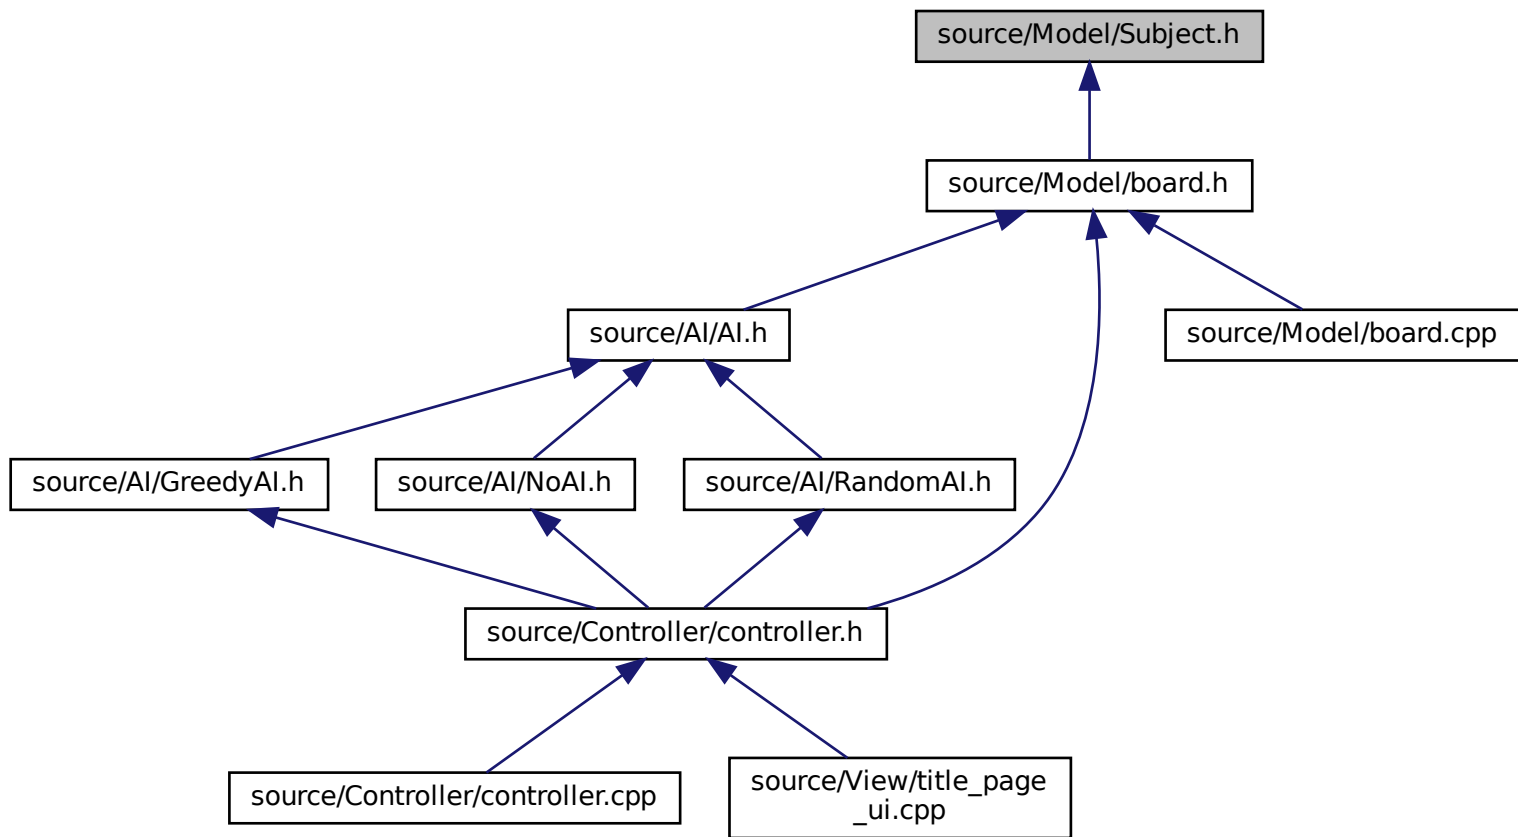 source/Model/Subject.h
source/Model/board.h
source/AI/AI.h
source/Model/board.cpp
source/AI/GreedyAI.h
source/AI/NoAI.h
source/AI/RandomAI.h
source/Controller/controller.h
source/Controller/controller.cpp
source/View/title_page
_ui.cpp